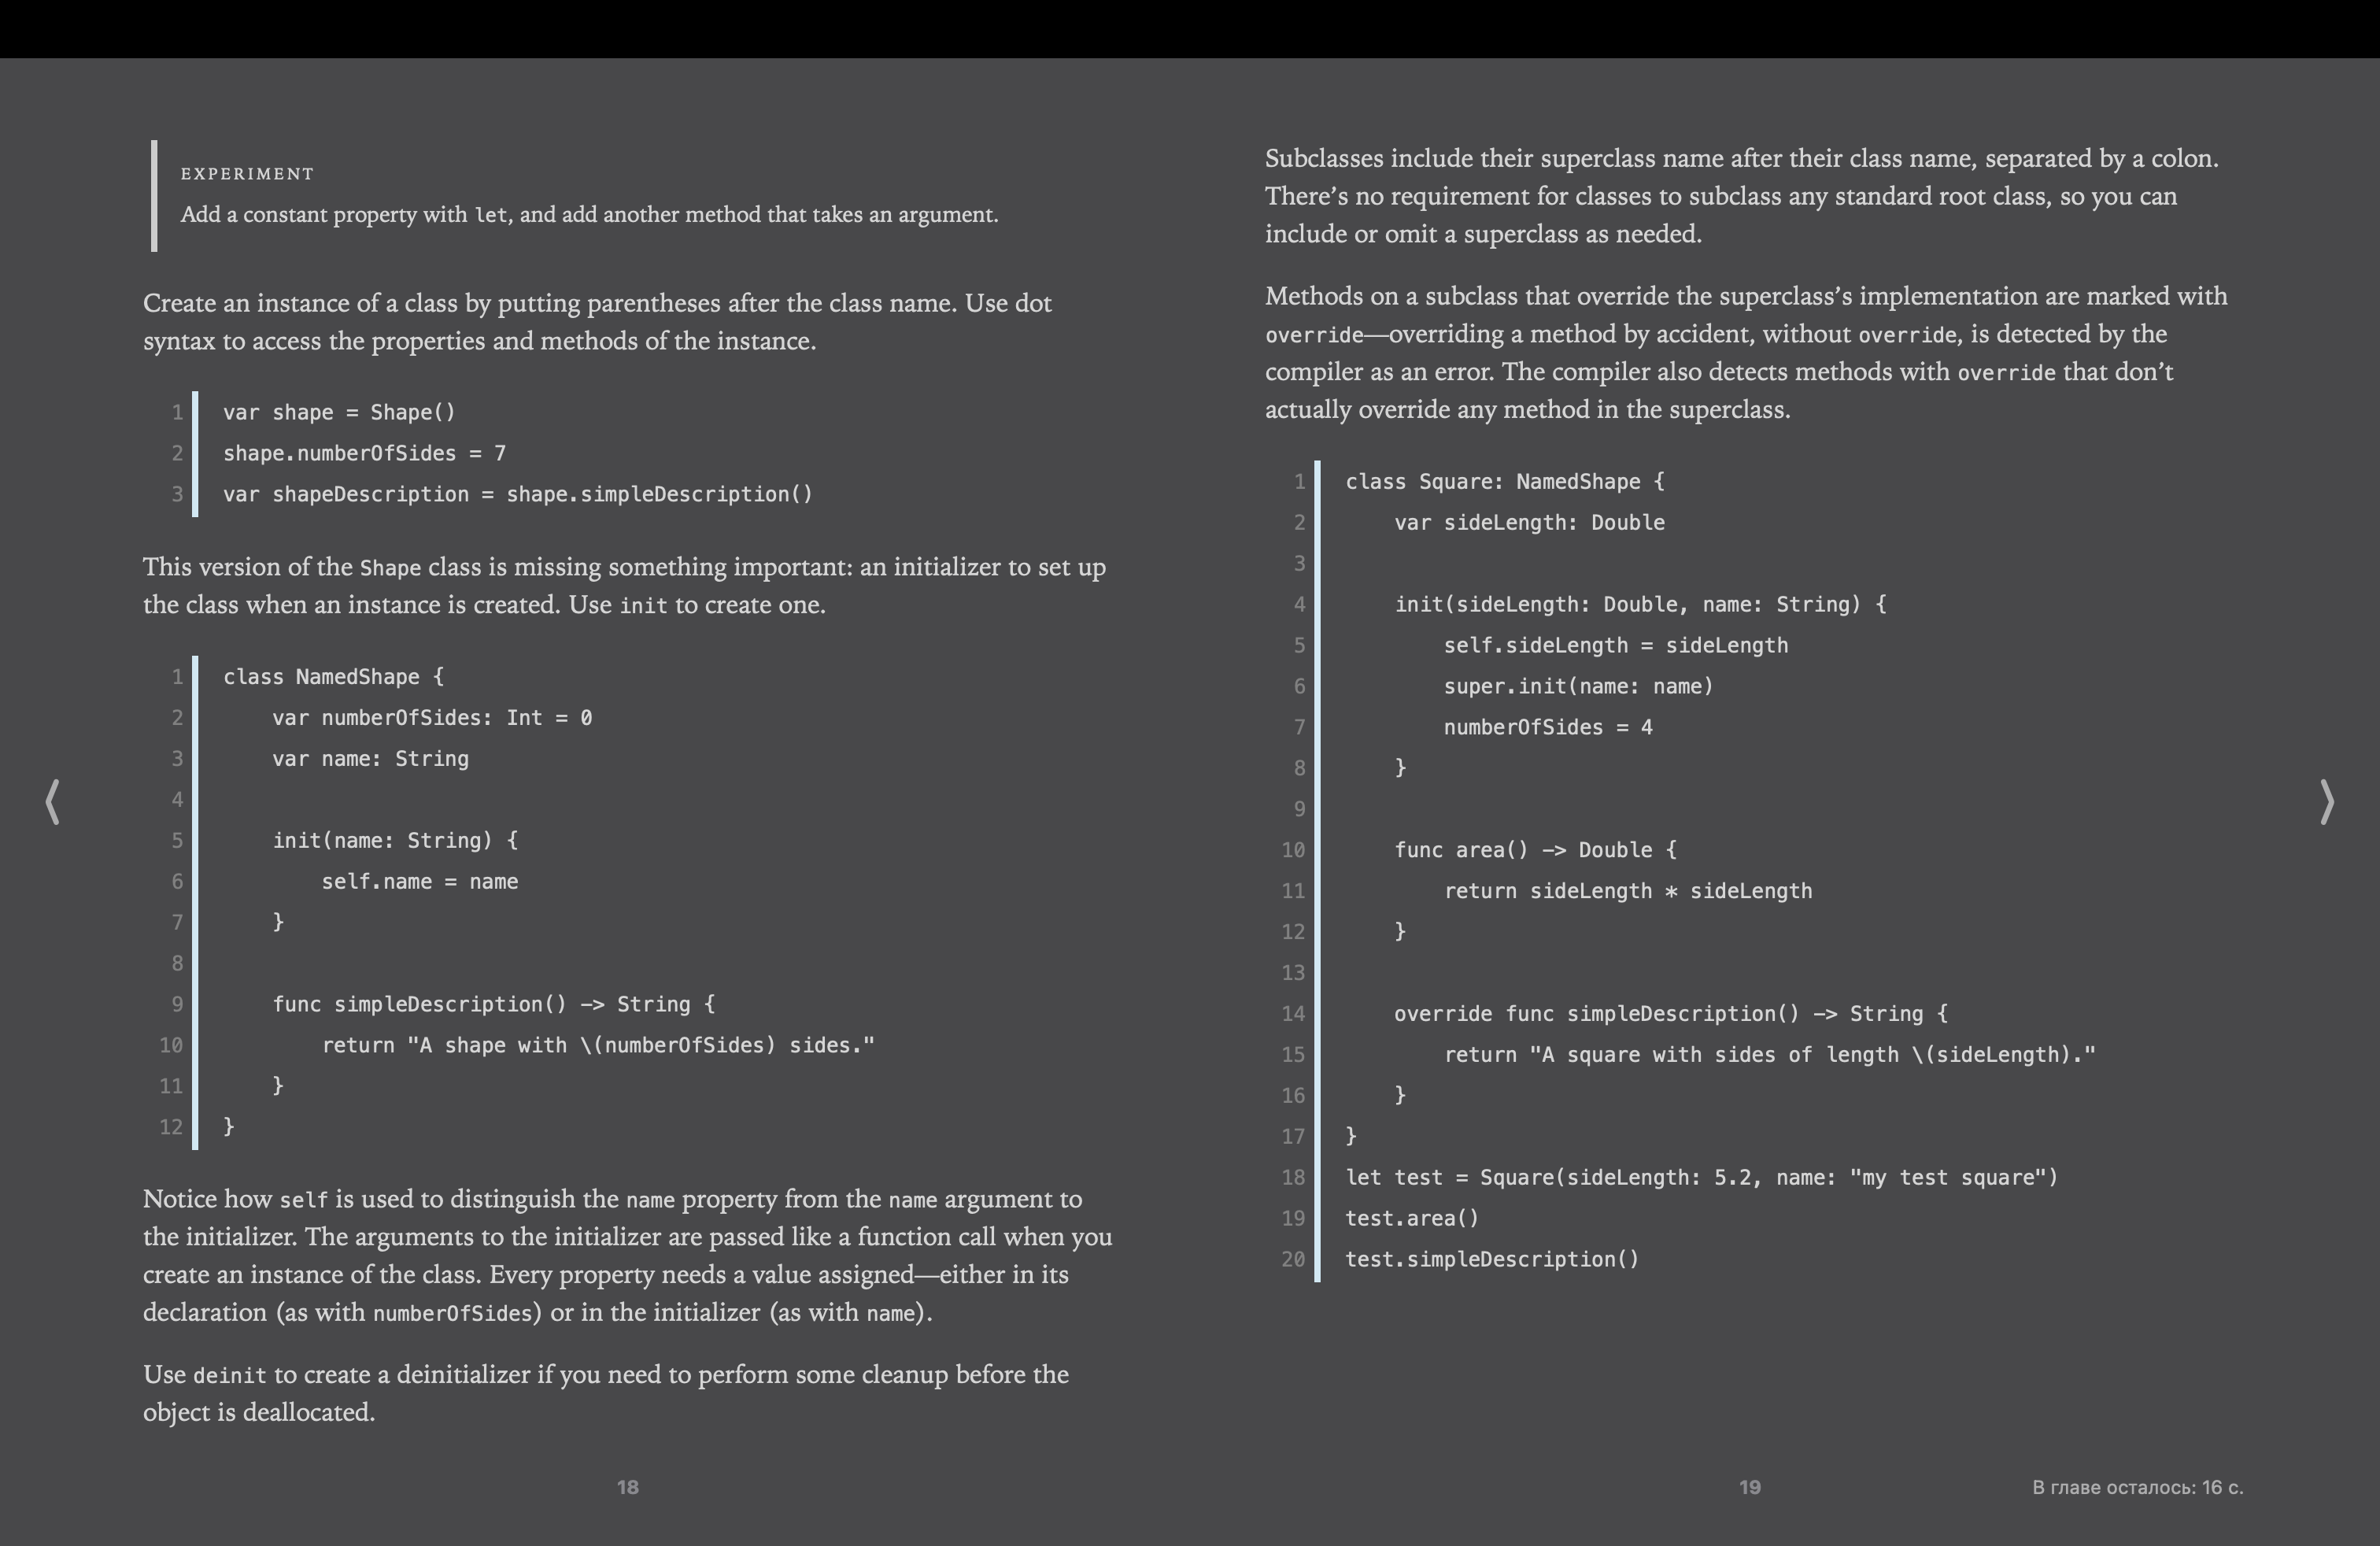 EXPERIMENT
Add a constant property with let, and add another method that takes an argument.
Create an instance of a class by putting parentheses after the class name. Use dot
syntax to access the properties and methods of the instance.
1 var shape = Shape()
2 shape.numberOfSides = 7
3 var shapeDescription = shape.simpleDescription()
This version of the Shape class is missing something important: an initializer to set up
the class when an instance is created. Use init to create one.
1 class NamedShape {
2     var numberOfSides: Int = 0
3     var name: String
4
5     init(name: String) {
6         self.name = name
7     }
8
9     func simpleDescription() -> String {
10         return "A shape with \(numberOfSides) sides."
11     }
12 }
Notice how self is used to distinguish the name property from the name argument to
the initializer. The arguments to the initializer are passed like a function call when you
create an instance of the class. Every property needs a value assigned—either in its
declaration (as with numberOfSides) or in the initializer (as with name).
Use deinit to create a deinitializer if you need to perform some cleanup before the
object is deallocated.
18
Subclasses include their superclass name after their class name, separated by a colon.
There’s no requirement for classes to subclass any standard root class, so you can
include or omit a superclass as needed.
Methods on a subclass that override the superclass’s implementation are marked with
override—overriding a method by accident, without override, is detected by the
compiler as an error. The compiler also detects methods with override that don’t
actually override any method in the superclass.
1 class Square: NamedShape {
2     var sideLength: Double
3
4     init(sideLength: Double, name: String) {
5         self.sideLength = sideLength
6         super.init(name: name)
7         numberOfSides = 4
8     }
9
10     func area() -> Double {
11         return sideLength * sideLength
12     }
13
14     override func simpleDescription() -> String {
15         return "A square with sides of length \(sideLength)."
16     }
17 }
18 let test = Square(sideLength: 5.2, name: "my test square")
19 test.area()
20 test.simpleDescription()
19
В главе осталось: 16 с.